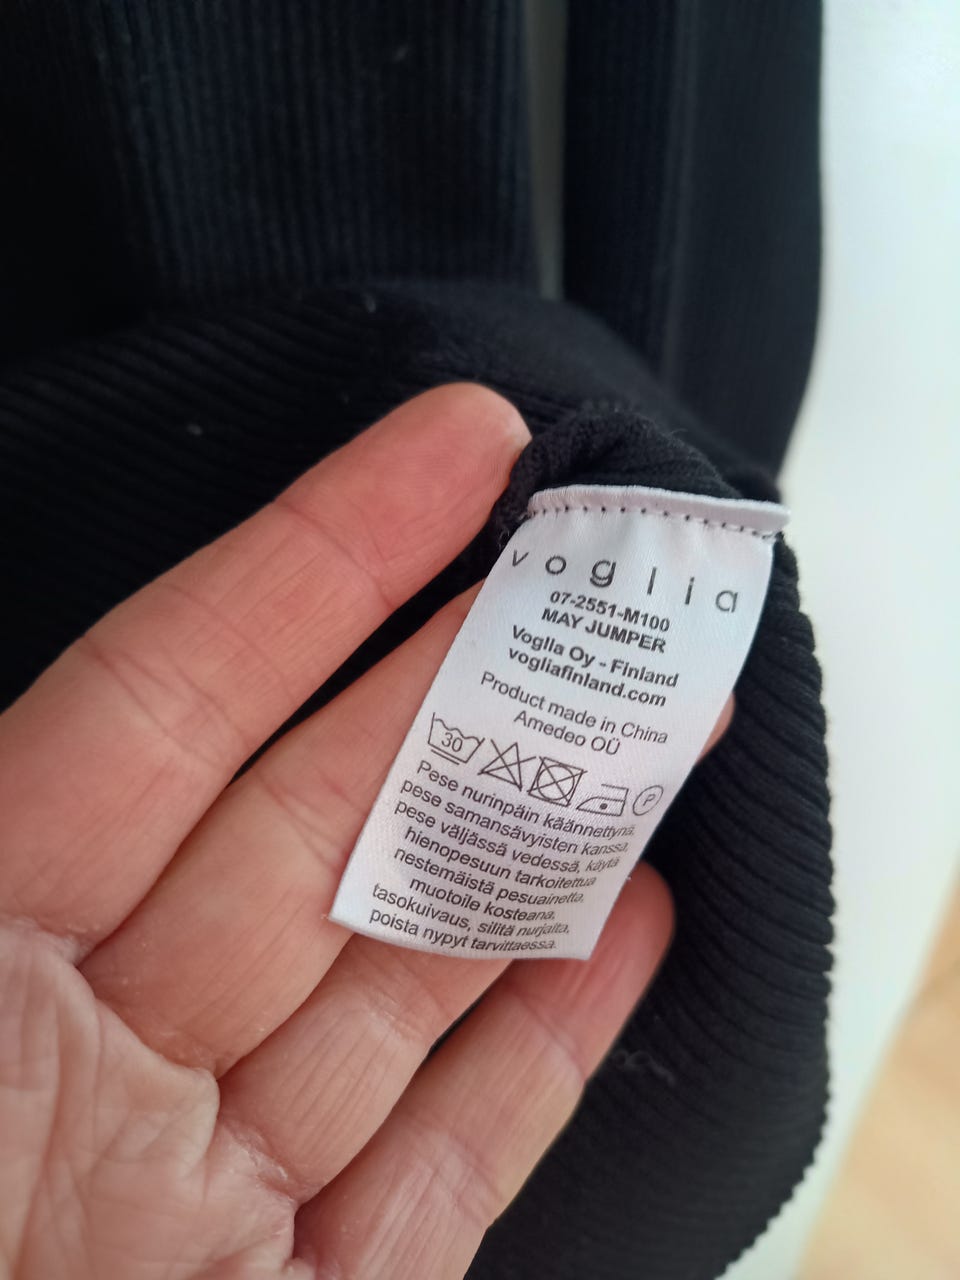 voglia
07-2551-M100
MAY JUMPER
Voglia Oy - Finland
vogliafinland.com
Product made in China
Amedeo OÜ
30 P
Pese nurinpäin käännettynä,
pese samansävyisten kanssa,
pese väljässä vedessä, käytä
hienopesuun tarkoitettua
nestemäistä pesuainetta,
muotoile kosteana,
tasokuivaus, silitä nurjalta,
poista nypyt tarvittaessa.